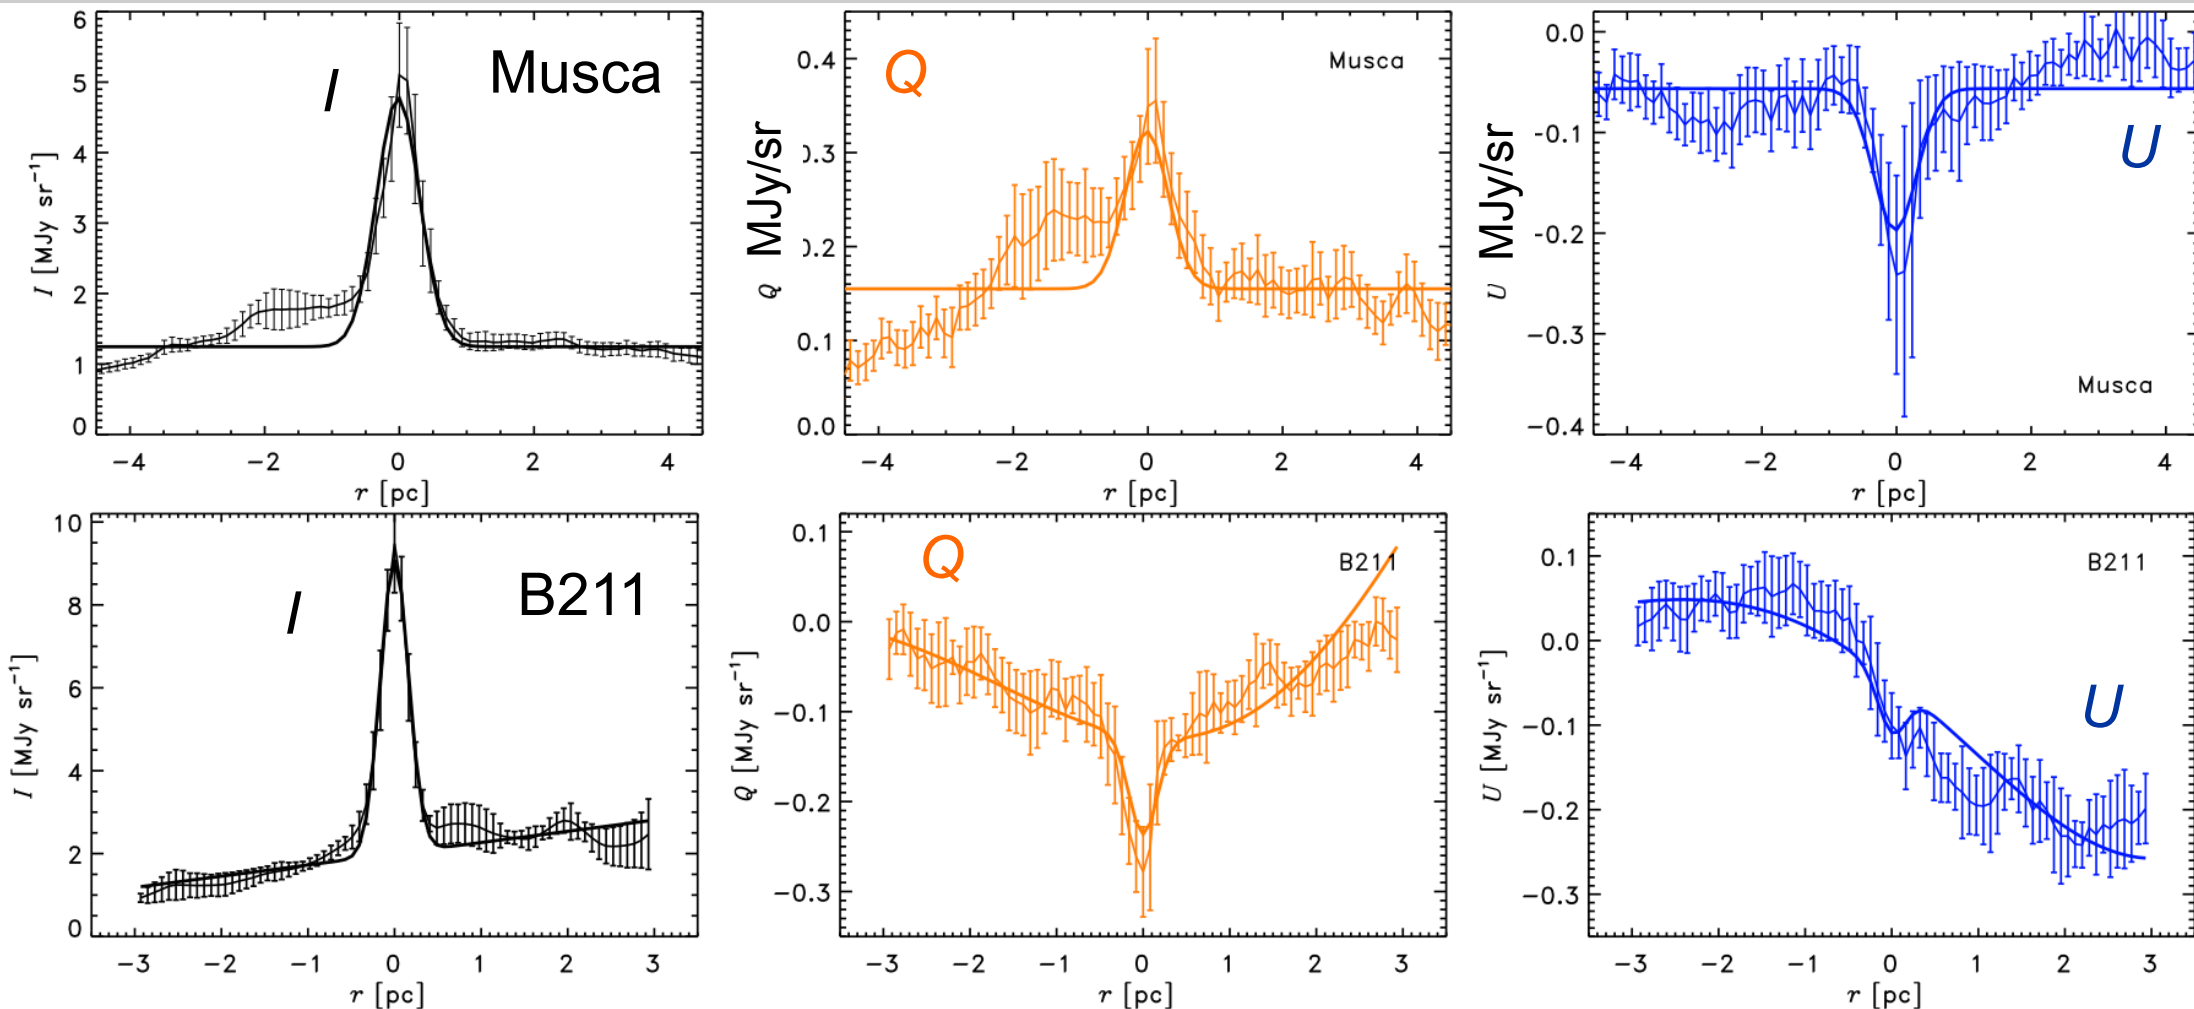 I
Musca
I [MJy sr⁻¹]
6
5
4
3
2
1
0
−4 −2 0 2 4
r [pc]
Q
Musca
Q MJy/sr
0.4
0.3
0.2
0.1
0.0
−4 −2 0 2 4
r [pc]
U
Musca
U MJy/sr
0.0
−0.1
−0.2
−0.3
−0.4
−4 −2 0 2 4
r [pc]
I
B211
I [MJy sr⁻¹]
10
8
6
4
2
0
−3 −2 −1 0 1 2 3
r [pc]
Q
B211
Q [MJy sr⁻¹]
0.1
0.0
−0.1
−0.2
−0.3
−3 −2 −1 0 1 2 3
r [pc]
B211
U
U [MJy sr⁻¹]
0.1
0.0
−0.1
−0.2
−0.3
−3 −2 −1 0 1 2 3
r [pc]